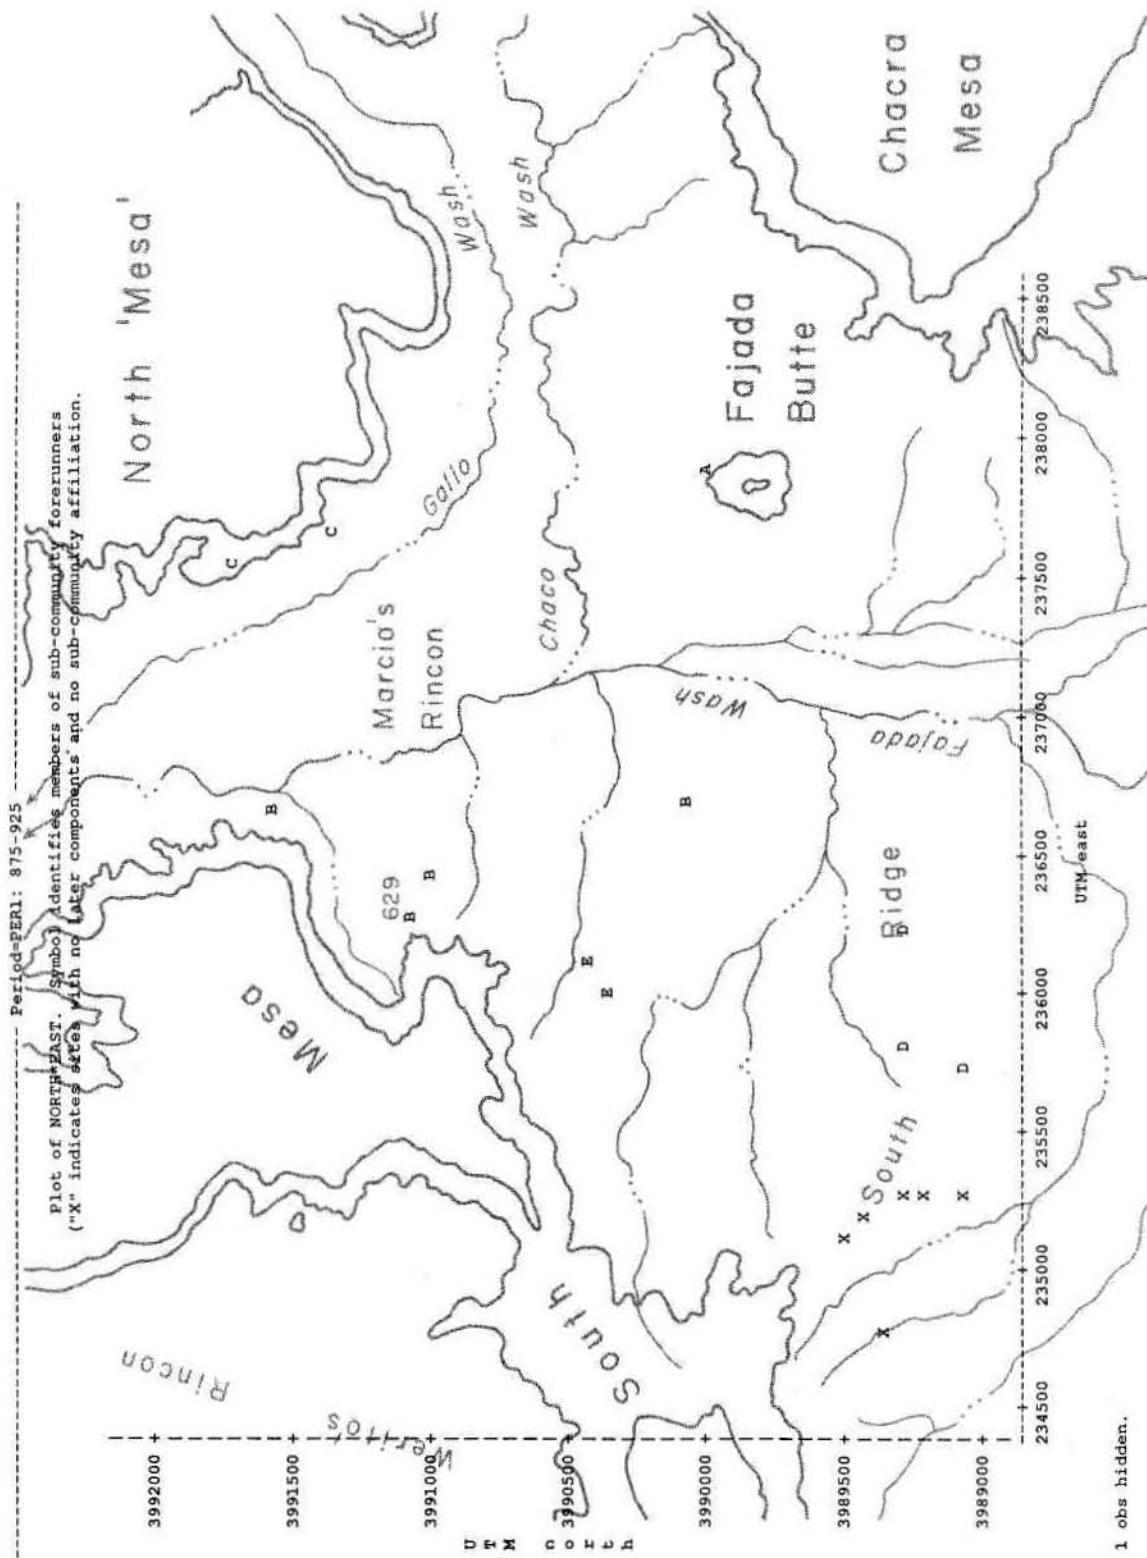 Period=PER1: 875-925
Plot of NORTH*EAST. Symbol identifies members of sub-community forerunners
("X" indicates sites with no later components and no sub-community affiliation.
North 'Mesa'
Mesa
Rincon
Weritos
South
Gallo
Wash
Wash
Chaco
Marcia's
Rincon
629
Fajada
Butte
Chacra
Mesa
Wash
Fajada
South
Ridge
C
C
A
B
B
B
B
E
E
D
D
D
X
X
X
X
X
X
UTM north
3992000
3991500
3991000
3990500
3990000
3989500
3989000
234500
235000
235500
236000
236500
237000
237500
238000
238500
UTM east
1 obs hidden.